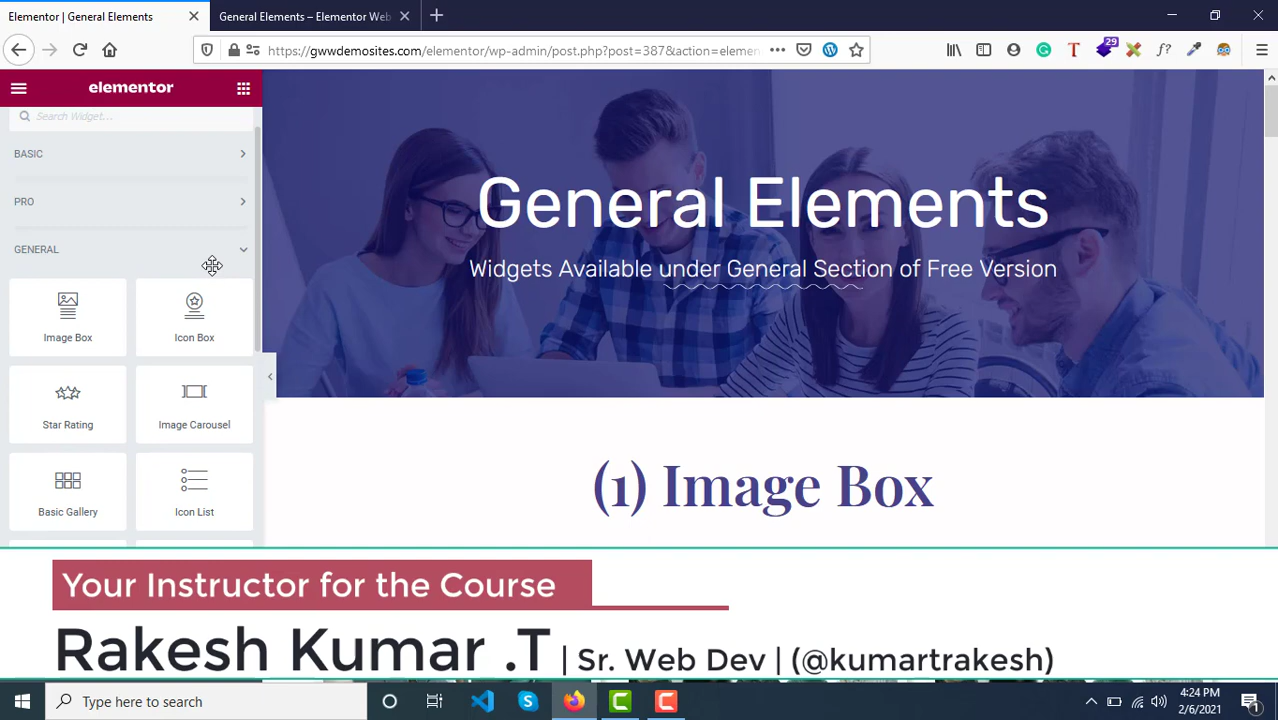 Elementor | General Elements
General Elements – Elementor Web
https://gwwdemosites.com/elementor/wp-admin/post.php?post=387&action=elemen
29
elementor
Search Widget...
BASIC
PRO
GENERAL
Image Box
Icon Box
Star Rating
Image Carousel
Basic Gallery
Icon List
General Elements
Widgets Available under General Section of Free Version
(1) Image Box
Your Instructor for the Course
Rakesh Kumar .T | Sr. Web Dev | (@kumartrakesh)
Type here to search
4:24 PM
2/6/2021